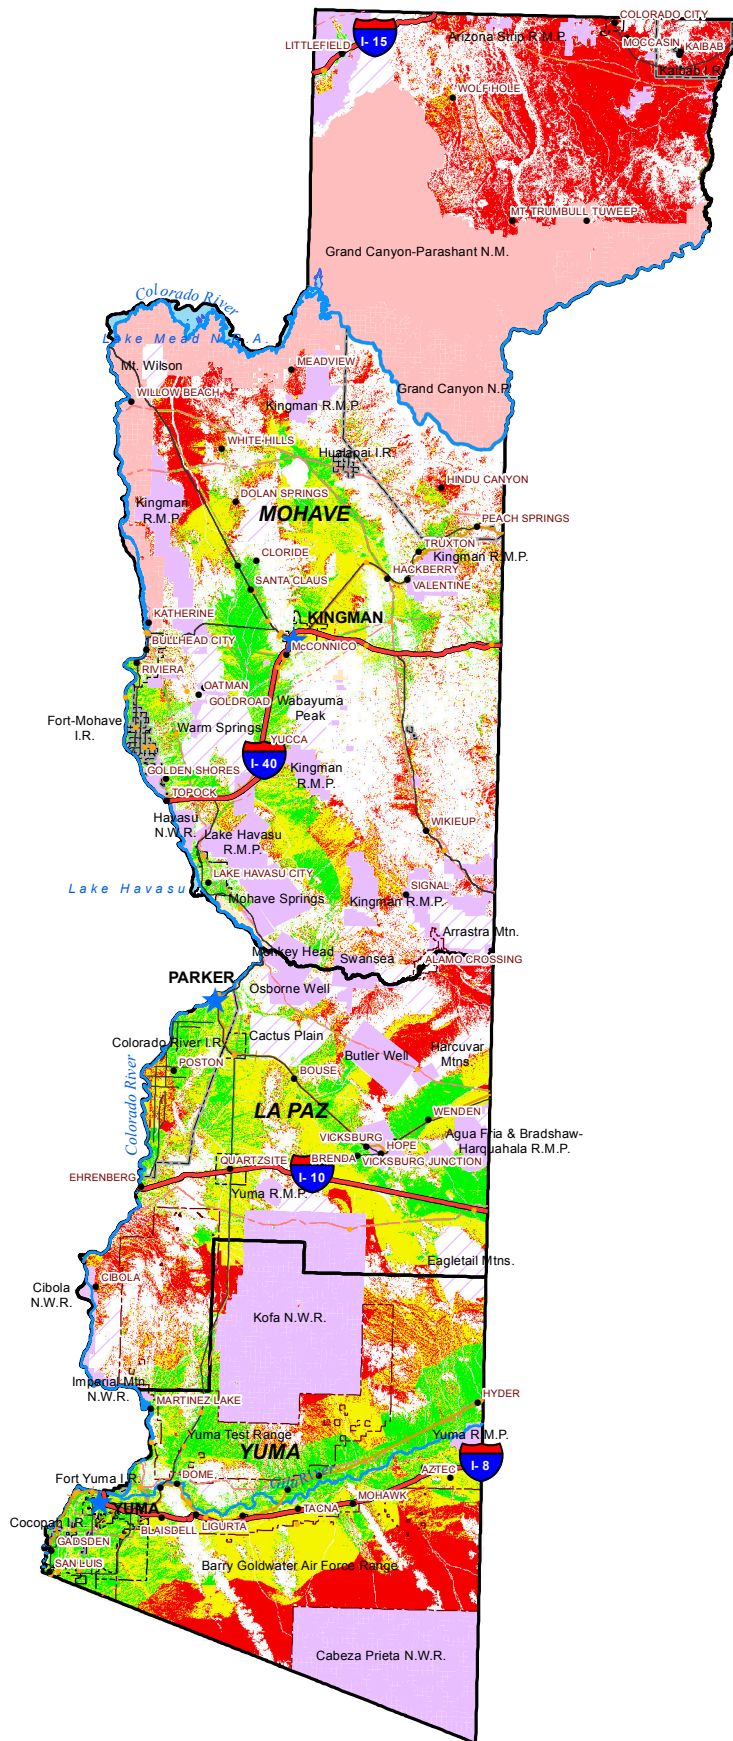 COLORADO CITY
I- 15
Arizona Strip R.M.P.
LITTLEFIELD
MOCCASIN
KAIBAB
Kaibab I.R.
WOLF HOLE
MT. TRUMBULL
TUWEEP
Grand Canyon-Parashant N.M.
Colorado River
Lake Mead N.R.A.
Mt. Wilson
MEADVIEW
Grand Canyon N.P.
WILLOW BEACH
Kingman R.M.P.
WHITE HILLS
Hualapai I.R.
HINDU CANYON
DOLAN SPRINGS
Kingman
R.M.P.
MOHAVE
PEACH SPRINGS
TRUXTON
Kingman R.M.P.
CLORIDE
HACKBERRY
SANTA CLAUS
VALENTINE
KATHERINE
KINGMAN
BULLHEAD CITY
McCONNICO
RIVIERA
OATMAN
GOLDROAD
Wabayuma
Peak
Fort-Mohave
I.R.
Warm Springs
YUCCA
I- 40
Kingman
R.M.P.
GOLDEN SHORES
TOPOCK
Havasu
N.W.R.
Lake Havasu
R.M.P.
WIKIEUP
LAKE HAVASU CITY
Lake Havasu
Mohave Springs
SIGNAL
Kingman R.M.P.
Arrastra Mtn.
Monkey Head
Swansea
ALAMO CROSSING
PARKER
Osborne Well
Cactus Plain
Colorado River I.R.
Butler Well
Harcuvar
Mtns.
POSTON
BOUSE
Colorado River
LA PAZ
WENDEN
VICKSBURG
HOPE
Agua Fria & Bradshaw-
Harquahala R.M.P.
BRENDA
VICKSBURG JUNCTION
QUARTZSITE
EHRENBERG
I- 10
Yuma R.M.P.
Eagletail Mtns.
CIBOLA
Cibola
N.W.R.
Kofa N.W.R.
Imperial Mtn.
N.W.R.
MARTINEZ LAKE
HYDER
Yuma Test Range
YUMA
Yuma R.M.P.
I- 8
Fort Yuma I.R.
DOME
AZTEC
Gila River
YUMA
MOHAWK
TACNA
Cocopah I.R.
BLAISDELL
LIGURTA
GADSDEN
SAN LUIS
Barry Goldwater Air Force Range
Cabeza Prieta N.W.R.